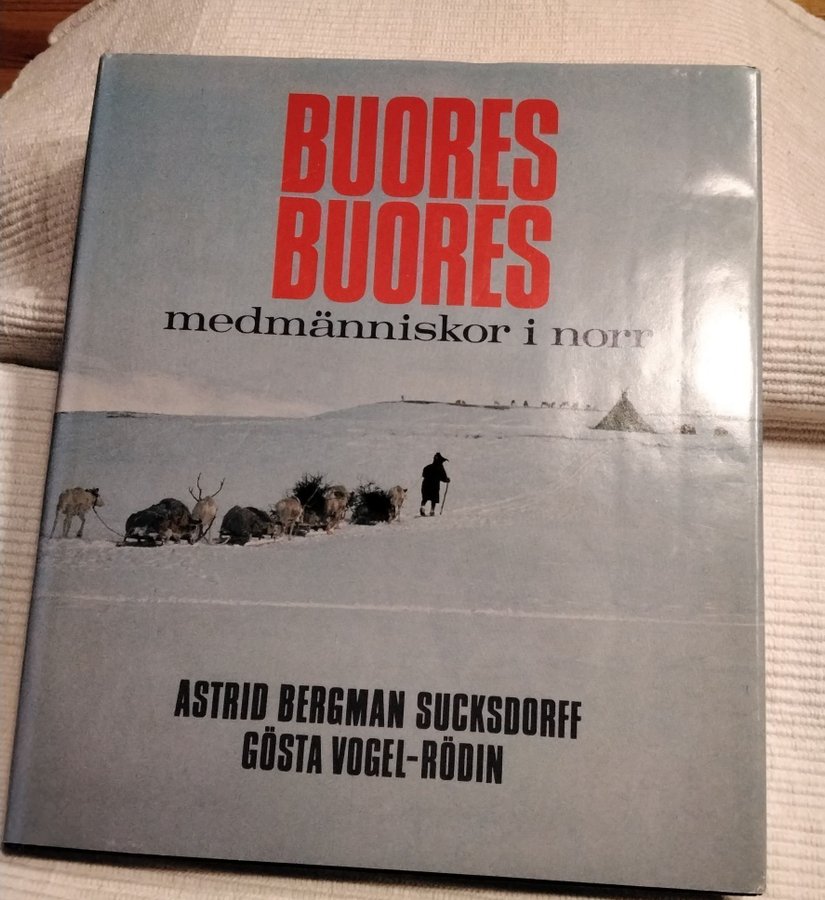 BUORES
BUORES
medmänniskor i norr
ASTRID BERGMAN SUCKSDORFF
GÖSTA VOGEL-RÖDIN